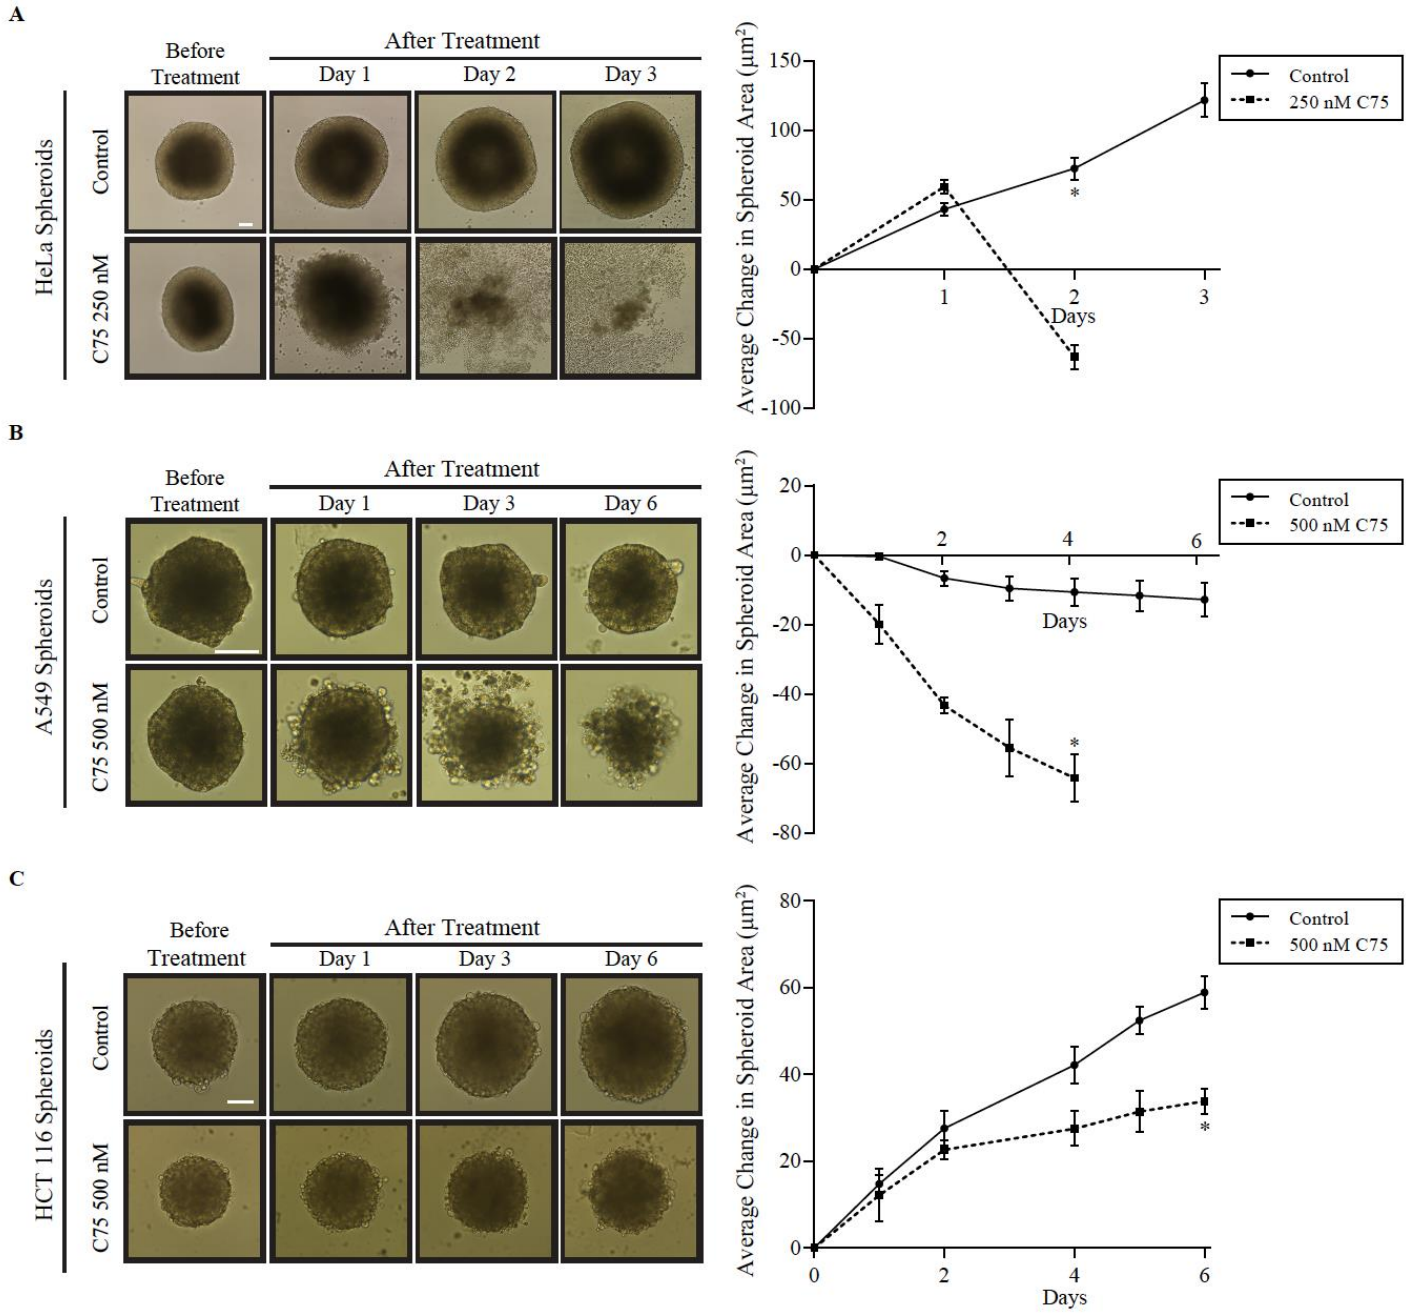 A
Before
Treatment
After Treatment
Day 1
Day 2
Day 3
HeLa Spheroids
Control
C75 250 nM
Average Change in Spheroid Area (µm²)
150
100
50
0
-50
-100
1
2
3
Days
*
Control
250 nM C75
B
Before
Treatment
After Treatment
Day 1
Day 3
Day 6
A549 Spheroids
Control
C75 500 nM
Average Change in Spheroid Area (µm²)
20
0
-20
-40
-60
-80
2
4
6
Days
*
Control
500 nM C75
C
Before
Treatment
After Treatment
Day 1
Day 3
Day 6
HCT 116 Spheroids
Control
C75 500 nM
Average Change in Spheroid Area (µm²)
80
60
40
20
0
0
2
4
6
Days
*
Control
500 nM C75